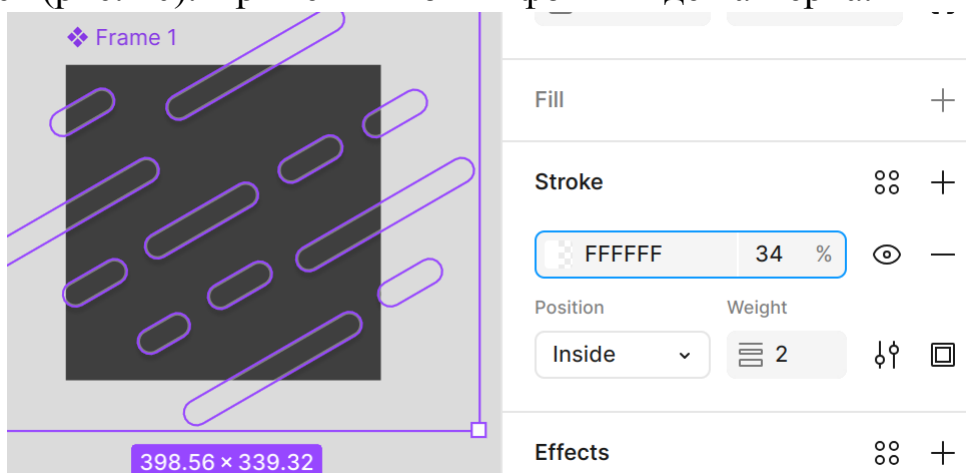 Frame 1
Fill
Stroke
FFFFFF 34 %
Position Weight
Inside 2
398.56 × 339.32
Effects